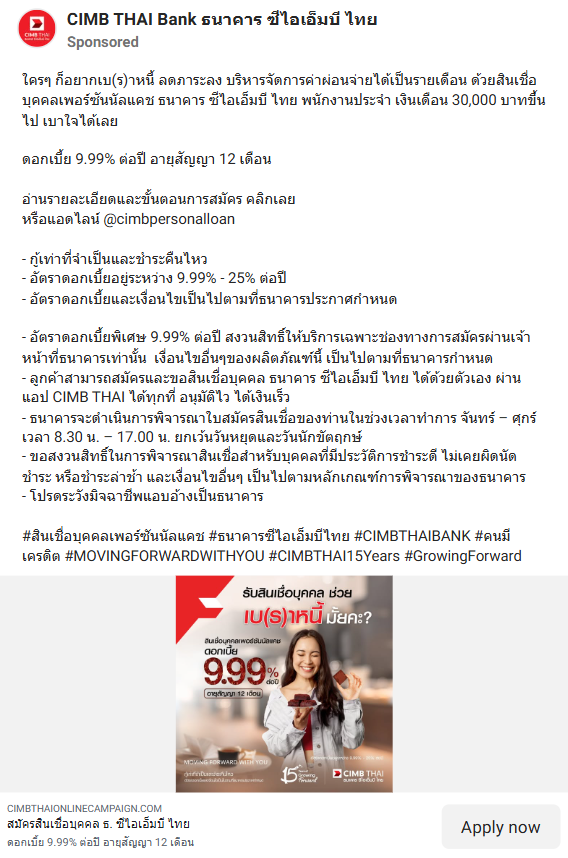 CIMB THAI Bank ธนาคาร ซีไอเอ็มบี ไทย
Sponsored
ใครๆ ก็อยากเบ(ร)าหนี้ ลดภาระลง บริหารจัดการค่าผ่อนจ่ายได้เป็นรายเดือน ด้วยสินเชื่อ
บุคคลเพอร์ซันนัลแคช ธนาคาร ซีไอเอ็มบี ไทย พนักงานประจำ เงินเดือน 30,000 บาทขึ้น
ไป เบาใจได้เลย
ดอกเบี้ย 9.99% ต่อปี อายุสัญญา 12 เดือน
อ่านรายละเอียดและขั้นตอนการสมัคร คลิกเลย
หรือแอดไลน์ @cimbpersonalloan
- กู้เท่าที่จำเป็นและชำระคืนไหว
- อัตราดอกเบี้ยอยู่ระหว่าง 9.99% - 25% ต่อปี
- อัตราดอกเบี้ยและเงื่อนไขเป็นไปตามที่ธนาคารประกาศกำหนด
- อัตราดอกเบี้ยพิเศษ 9.99% ต่อปี สงวนสิทธิ์ให้บริการเฉพาะช่องทางการสมัครผ่านเจ้า
หน้าที่ธนาคารเท่านั้น เงื่อนไขอื่นๆของผลิตภัณฑ์นี้ เป็นไปตามที่ธนาคารกำหนด
- ลูกค้าสามารถสมัครและขอสินเชื่อบุคคล ธนาคาร ซีไอเอ็มบี ไทย ได้ด้วยตัวเอง ผ่าน
แอป CIMB THAI ได้ทุกที่ อนุมัติไว ได้เงินเร็ว
- ธนาคารจะดำเนินการพิจารณาใบสมัครสินเชื่อของท่านในช่วงเวลาทำการ จันทร์ – ศุกร์
เวลา 8.30 น. – 17.00 น. ยกเว้นวันหยุดและวันนักขัตฤกษ์
- ขอสงวนสิทธิ์ในการพิจารณาสินเชื่อสำหรับบุคคลที่มีประวัติการชำระดี ไม่เคยผิดนัด
ชำระ หรือชำระล่าช้า และเงื่อนไขอื่นๆ เป็นไปตามหลักเกณฑ์การพิจารณาของธนาคาร
- โปรดระวังมิจฉาชีพแอบอ้างเป็นธนาคาร
#สินเชื่อบุคคลเพอร์ซันนัลแคช #ธนาคารซีไอเอ็มบีไทย #CIMBTHAIBANK #คนมี
เครดิต #MOVINGFORWARDWITHYOU #CIMBTHAI15Years #GrowingForward
รับสินเชื่อบุคคล ช่วย
เบ(ร)าหนี้ มั้ยคะ?
สินเชื่อบุคคลเพอร์ซันนัลแคช
ดอกเบี้ย
9.99% ต่อปี
อายุสัญญา 12 เดือน
MOVING FORWARD WITH YOU
กู้เท่าที่จำเป็นและชำระคืนไหว
15 Years of Growing Forward
CIMB THAI
ธนาคาร ซีไอเอ็มบี ไทย
CIMBTHAIONLINECAMPAIGN.COM
สมัครสินเชื่อบุคคล ธ. ซีไอเอ็มบี ไทย
ดอกเบี้ย 9.99% ต่อปี อายุสัญญา 12 เดือน
Apply now